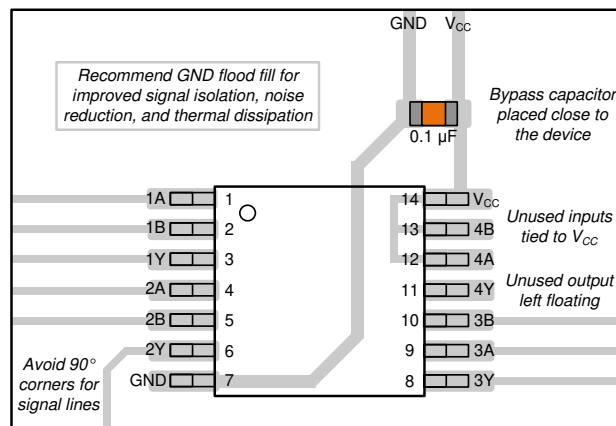 GND VCC
Recommend GND flood fill for
improved signal isolation, noise
reduction, and thermal dissipation
Bypass capacitor
placed close to
the device
0.1 µF
1A 1 14 VCC
1B 2 13 4B
1Y 3 12 4A
2A 4 11 4Y
2B 5 10 3B
2Y 6 9 3A
GND 7 8 3Y
Unused inputs
tied to VCC
Unused output
left floating
Avoid 90°
corners for
signal lines